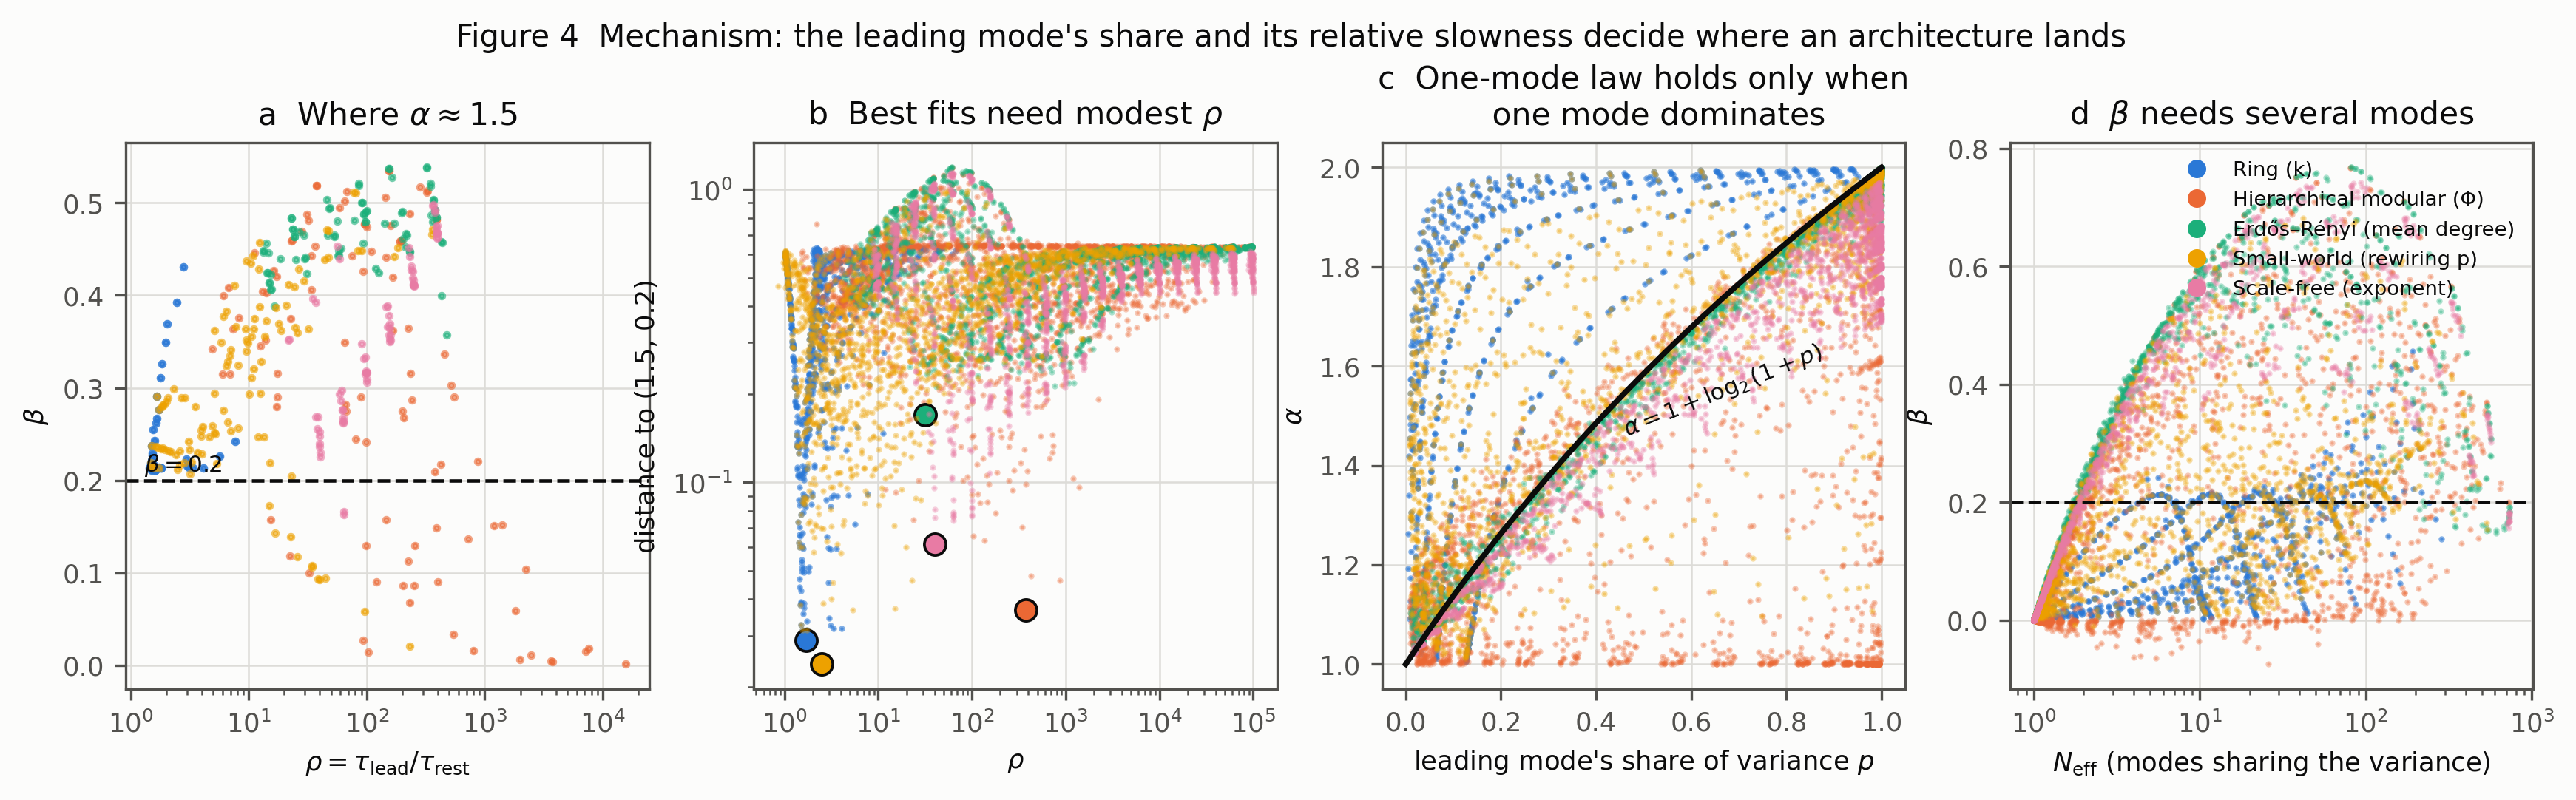 Figure 4  Mechanism: the leading mode's share and its relative slowness decide where an architecture lands
a  Where α ≈ 1.5
β
0.5
0.4
0.3
0.2
0.1
0.0
β = 0.2
10⁰ 10¹ 10² 10³ 10⁴
ρ = τ_lead/τ_rest
b  Best fits need modest ρ
distance to (1.5, 0.2)
10⁰
10⁻¹
10⁰ 10¹ 10² 10³ 10⁴ 10⁵
ρ
c  One-mode law holds only when
one mode dominates
α
2.0
1.8
1.6
1.4
1.2
1.0
α = 1 + log₂(1 + p)
0.0 0.2 0.4 0.6 0.8 1.0
leading mode's share of variance p
d  β needs several modes
β
0.8
0.6
0.4
0.2
0.0
Ring (k)
Hierarchical modular (Φ)
Erdős–Rényi (mean degree)
Small-world (rewiring p)
Scale-free (exponent)
10⁰ 10¹ 10² 10³
N_eff (modes sharing the variance)